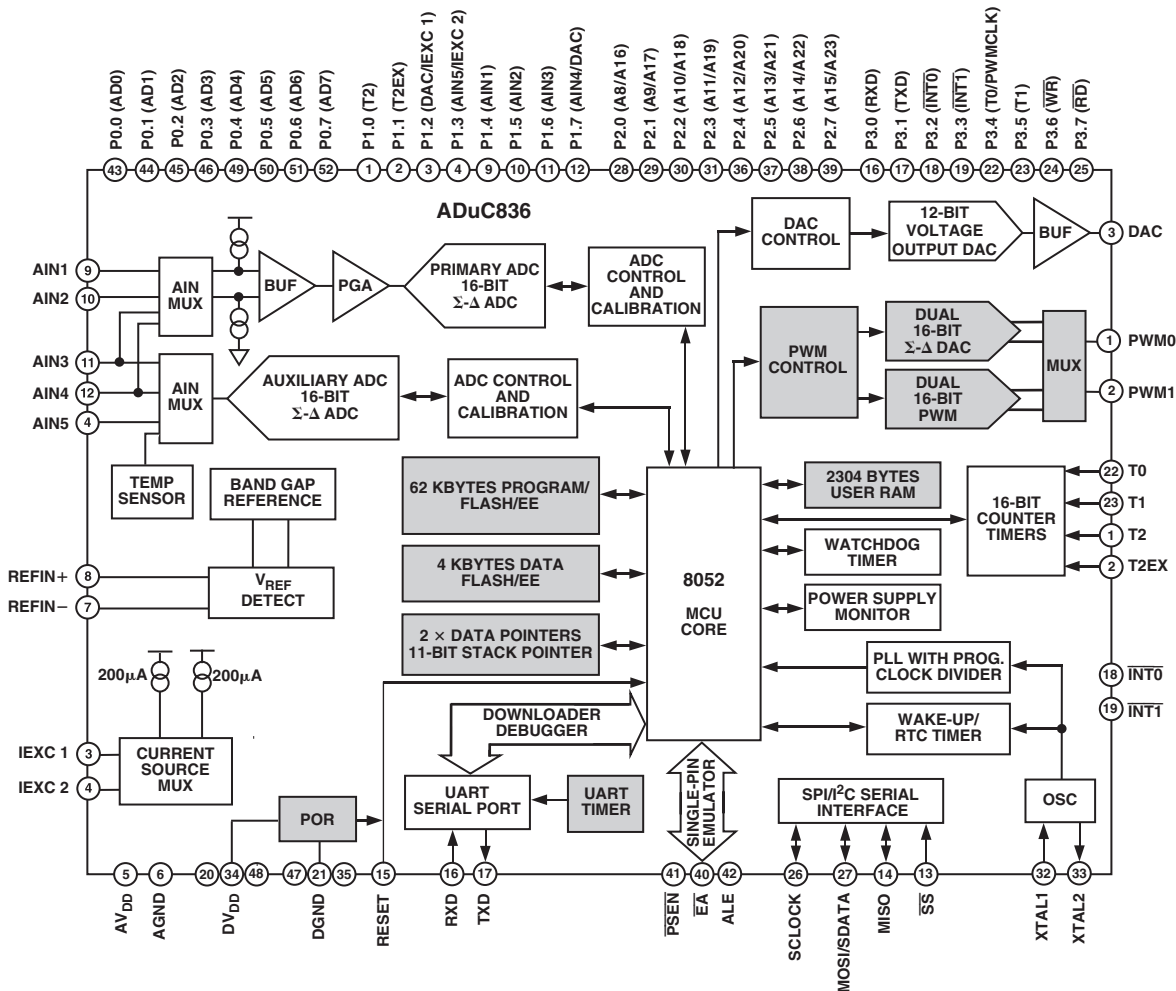 P0.0 (AD0)
P0.1 (AD1)
P0.2 (AD2)
P0.3 (AD3)
P0.4 (AD4)
P0.5 (AD5)
P0.6 (AD6)
P0.7 (AD7)
P1.0 (T2)
P1.1 (T2EX)
P1.2 (DAC/IEXC 1)
P1.3 (AIN5/IEXC 2)
P1.4 (AIN1)
P1.5 (AIN2)
P1.6 (AIN3)
P1.7 (AIN4/DAC)
P2.0 (A8/A16)
P2.1 (A9/A17)
P2.2 (A10/A18)
P2.3 (A11/A19)
P2.4 (A12/A20)
P2.5 (A13/A21)
P2.6 (A14/A22)
P2.7 (A15/A23)
P3.0 (RXD)
P3.1 (TXD)
P3.2 (INT0)
P3.3 (INT1)
P3.4 (T0/PWMCLK)
P3.5 (T1)
P3.6 (WR)
P3.7 (RD)
43 44 45 46 49 50 51 52 1 2 3 4 9 10 11 12 28 29 30 31 36 37 38 39 16 17 18 19 22 23 24 25
ADuC836
AIN1 9
AIN2 10
AIN3 11
AIN4 12
AIN5 4
AIN
MUX
BUF
PGA
PRIMARY ADC
16-BIT
Σ-Δ ADC
ADC
CONTROL
AND
CALIBRATION
AIN
MUX
AUXILIARY ADC
16-BIT
Σ-Δ ADC
ADC CONTROL
AND
CALIBRATION
TEMP
SENSOR
BAND GAP
REFERENCE
REFIN+ 8
REFIN− 7
VREF
DETECT
200μA
200μA
IEXC 1 3
IEXC 2 4
CURRENT
SOURCE
MUX
DAC
CONTROL
12-BIT
VOLTAGE
OUTPUT DAC
BUF
3 DAC
PWM
CONTROL
DUAL
16-BIT
Σ-Δ DAC
DUAL
16-BIT
PWM
MUX
1 PWM0
2 PWM1
62 KBYTES PROGRAM/
FLASH/EE
4 KBYTES DATA
FLASH/EE
2 × DATA POINTERS
11-BIT STACK POINTER
8052
MCU
CORE
2304 BYTES
USER RAM
WATCHDOG
TIMER
POWER SUPPLY
MONITOR
PLL WITH PROG.
CLOCK DIVIDER
WAKE-UP/
RTC TIMER
16-BIT
COUNTER
TIMERS
22 T0
23 T1
1 T2
2 T2EX
18 INT0
19 INT1
DOWNLOADER
DEBUGGER
POR
UART
SERIAL PORT
UART
TIMER
SINGLE-PIN
EMULATOR
SPI/I2C SERIAL
INTERFACE
OSC
5 6 20 34 48 47 21 35 15 16 17 41 40 42 26 27 14 13 32 33
AVDD
AGND
DVDD
DGND
RESET
RXD
TXD
PSEN
EA
ALE
SCLOCK
MOSI/SDATA
MISO
SS
XTAL1
XTAL2